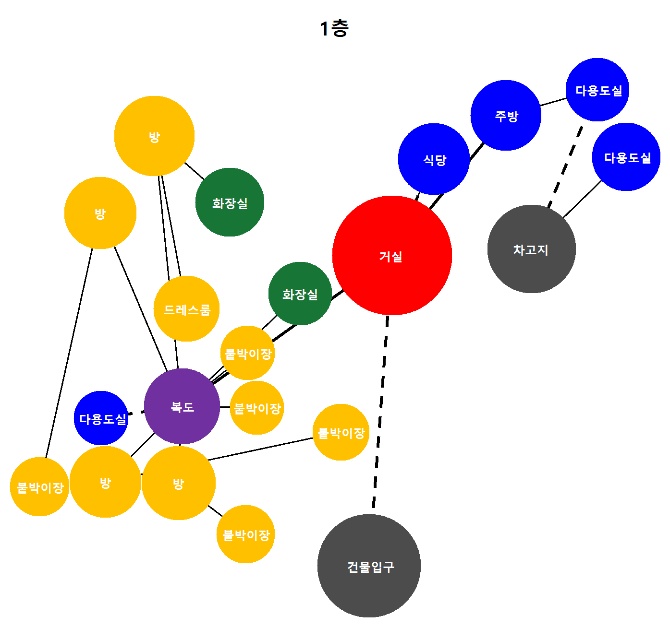 1층
다용도실
주방
방
식당
다용도실
화장실
방
차고지
거실
화장실
드레스룸
붙박이장
복도
붙박이장
다용도실
붙박이장
방
방
붙박이장
붙박이장
건물입구